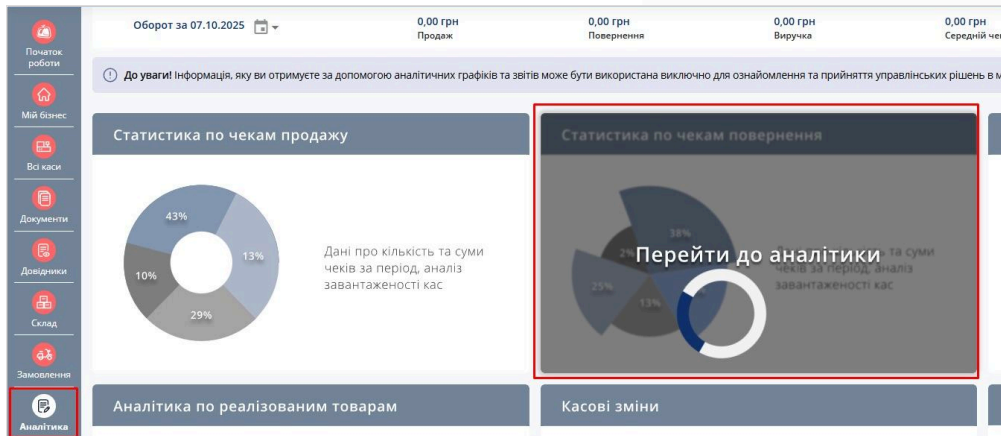 Початок
роботи
Мій бізнес
Всі каси
Документи
Довідники
Склад
Замовлення
Аналітика
Оборот за 07.10.2025
0,00 грн
Продаж
0,00 грн
Повернення
0,00 грн
Виручка
0,00 грн
Середній че
До уваги! Інформація, яку ви отримуєте за допомогою аналітичних графіків та звітів може бути використана виключно для ознайомлення та прийняття управлінських рішень в м
Статистика по чекам продажу
43%
13%
10%
29%
Дані про кількість та суми
чеків за період, аналіз
завантаженості кас
Статистика по чекам повернення
38%
2%
25%
13%
Перейти до аналітики
та суми
чеків за період, аналіз
завантаженості кас
Аналітика по реалізованим товарам
Касові зміни